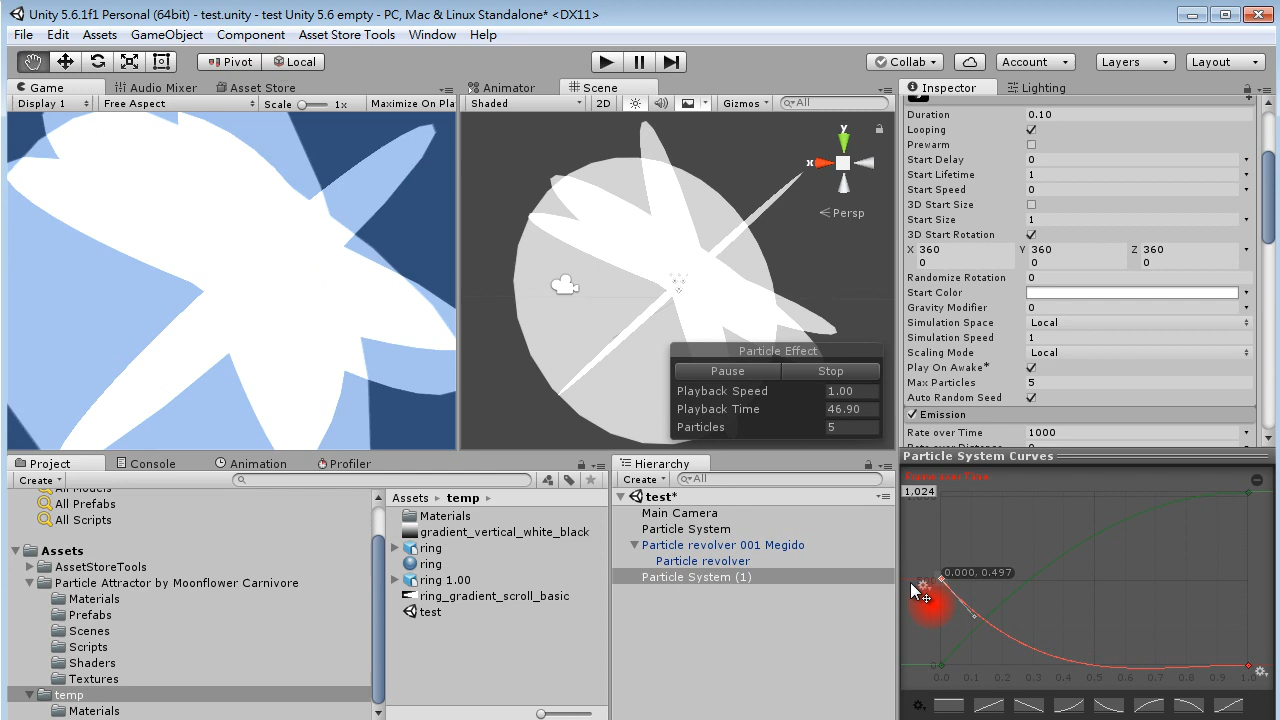 Unity 5.6.1f1 Personal (64bit) - test.unity - test Unity 5.6 empty - PC, Mac & Linux Standalone* <DX11>
File Edit Assets GameObject Component Asset Store Tools Window Help
Pivot Local Collab Account Layers Layout
Game Audio Mixer Asset Store
Display 1 Free Aspect Scale 1x Maximize On Pla
Animator Scene
Shaded 2D Gizmos All
y
x
Persp
Particle Effect
Pause Stop
Playback Speed 1.00
Playback Time 46.90
Particles 5
Inspector Lighting
Duration 0.10
Looping
Prewarm
Start Delay 0
Start Lifetime 1
Start Speed 0
3D Start Size
Start Size 1
3D Start Rotation
X 360 Y 360 Z 360
0 0 0
Randomize Rotation 0
Start Color
Gravity Modifier 0
Simulation Space Local
Simulation Speed 1
Scaling Mode Local
Play On Awake*
Max Particles 5
Auto Random Seed
Emission
Rate over Time 1000
Rate over Distance 0
Project Console Animation Profiler
Create
All Models
All Prefabs
All Scripts
Assets
AssetStoreTools
Particle Attractor by Moonflower Carnivore
Materials
Prefabs
Scenes
Scripts
Shaders
Textures
temp
Materials
Assets temp
Materials
gradient_vertical_white_black
ring
ring
ring 1.00
ring_gradient_scroll_basic
test
Hierarchy
Create All
test*
Main Camera
Particle System
Particle revolver 001 Megido
Particle revolver
Particle System (1)
Particle System Curves
Frame over Time
1,024
0.000, 0.497
0.0 0.1 0.2 0.3 0.4 0.5 0.6 0.7 0.8 0.9 1.0